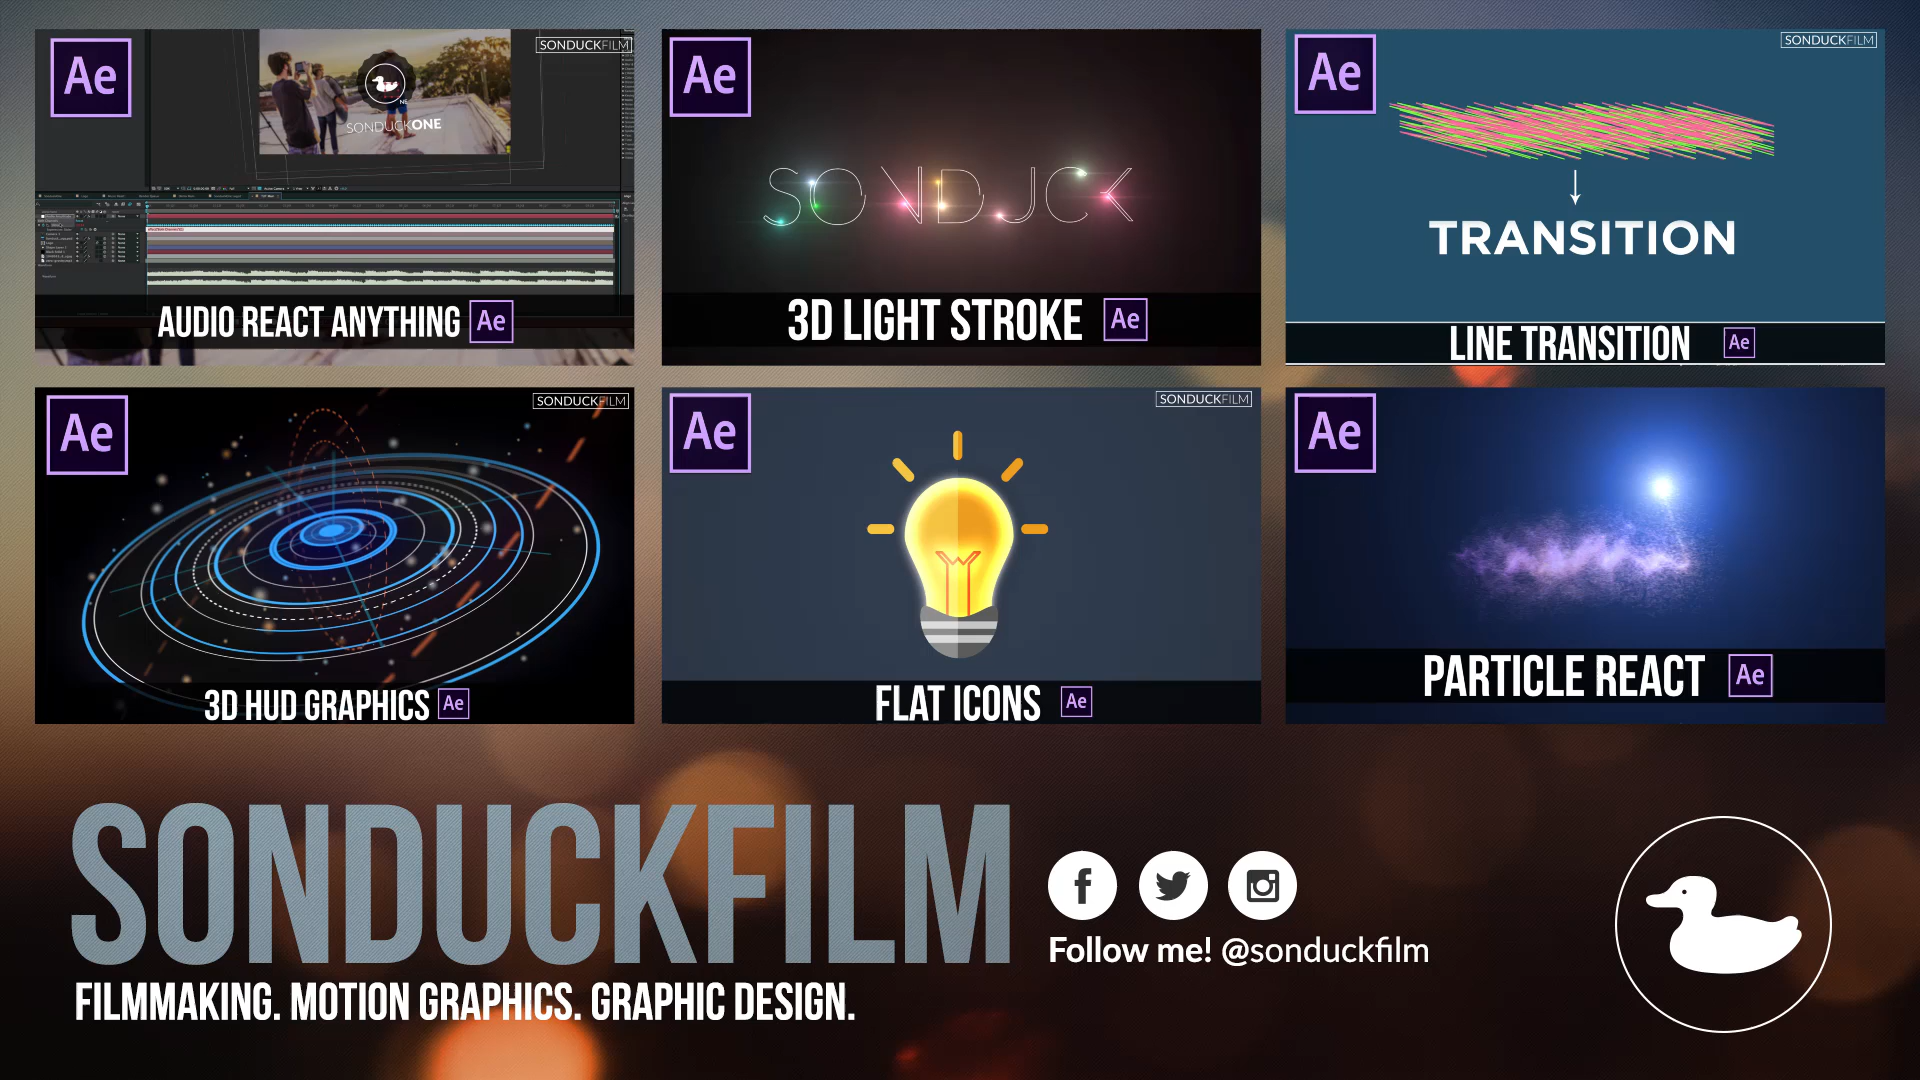 Ae
SONDUCKFILM
SONDUCKONE
AUDIO REACT ANYTHING Ae
Ae
SONDUCK
3D LIGHT STROKE Ae
Ae
SONDUCKFILM
TRANSITION
LINE TRANSITION Ae
Ae
SONDUCKFILM
3D HUD GRAPHICS Ae
Ae
SONDUCKFILM
FLAT ICONS Ae
Ae
PARTICLE REACT Ae
SONDUCKFILM
FILMMAKING. MOTION GRAPHICS. GRAPHIC DESIGN.
Follow me! @sonduckfilm